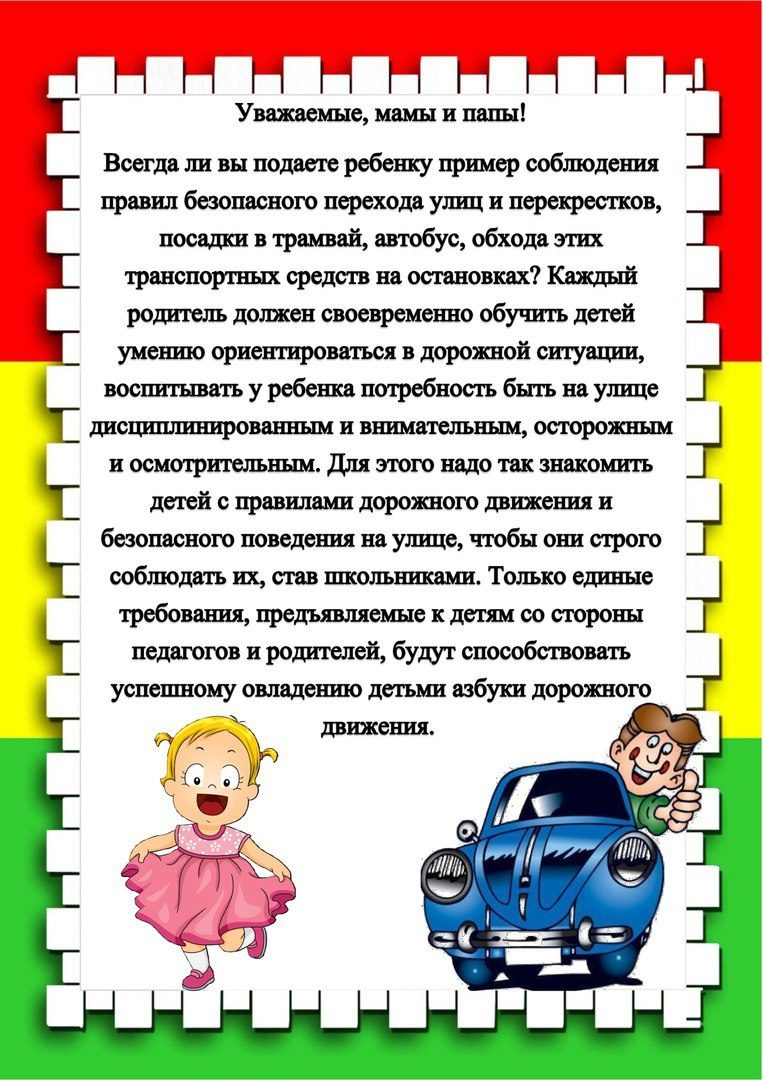 Уважаемые, мамы и папы!
Всегда ли вы подаете ребенку пример соблюдения
правил безопасного перехода улиц и перекрестков,
посадки в трамвай, автобус, обхода этих
транспортных средств на остановках? Каждый
родитель должен своевременно обучить детей
умению ориентироваться в дорожной ситуации,
воспитывать у ребенка потребность быть на улице
дисциплинированным и внимательным, осторожным
и осмотрительным. Для этого надо так знакомить
детей с правилами дорожного движения и
безопасного поведения на улице, чтобы они строго
соблюдать их, став школьниками. Только единые
требования, предъявляемые к детям со стороны
педагогов и родителей, будут способствовать
успешному овладению детьми азбуки дорожного
движения.